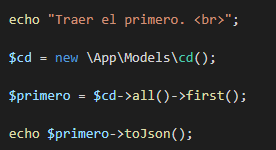 echo "Traer el primero. <br>";
$cd = new \App\Models\cd();
$primero = $cd->all()->first();
echo $primero->toJson();